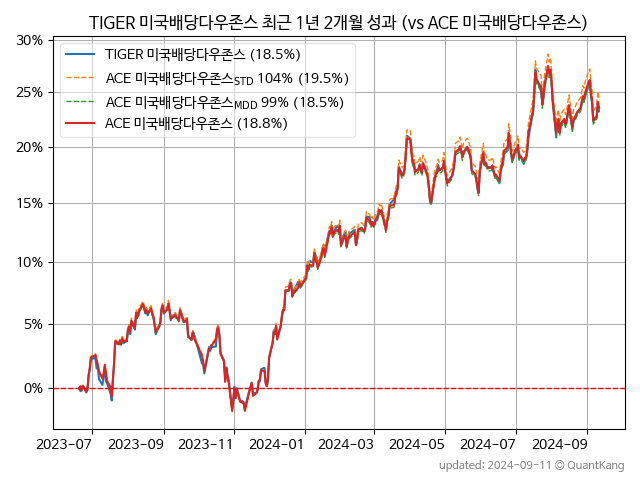 TIGER 미국배당다우존스 최근 1년 2개월 성과 (vs ACE 미국배당다우존스)
30%
25%
20%
15%
10%
5%
0%
TIGER 미국배당다우존스 (18.5%)
ACE 미국배당다우존스STD 104% (19.5%)
ACE 미국배당다우존스MDD 99% (18.5%)
ACE 미국배당다우존스 (18.8%)
2023-07 2023-09 2023-11 2024-01 2024-03 2024-05 2024-07 2024-09
updated: 2024-09-11 © QuantKang